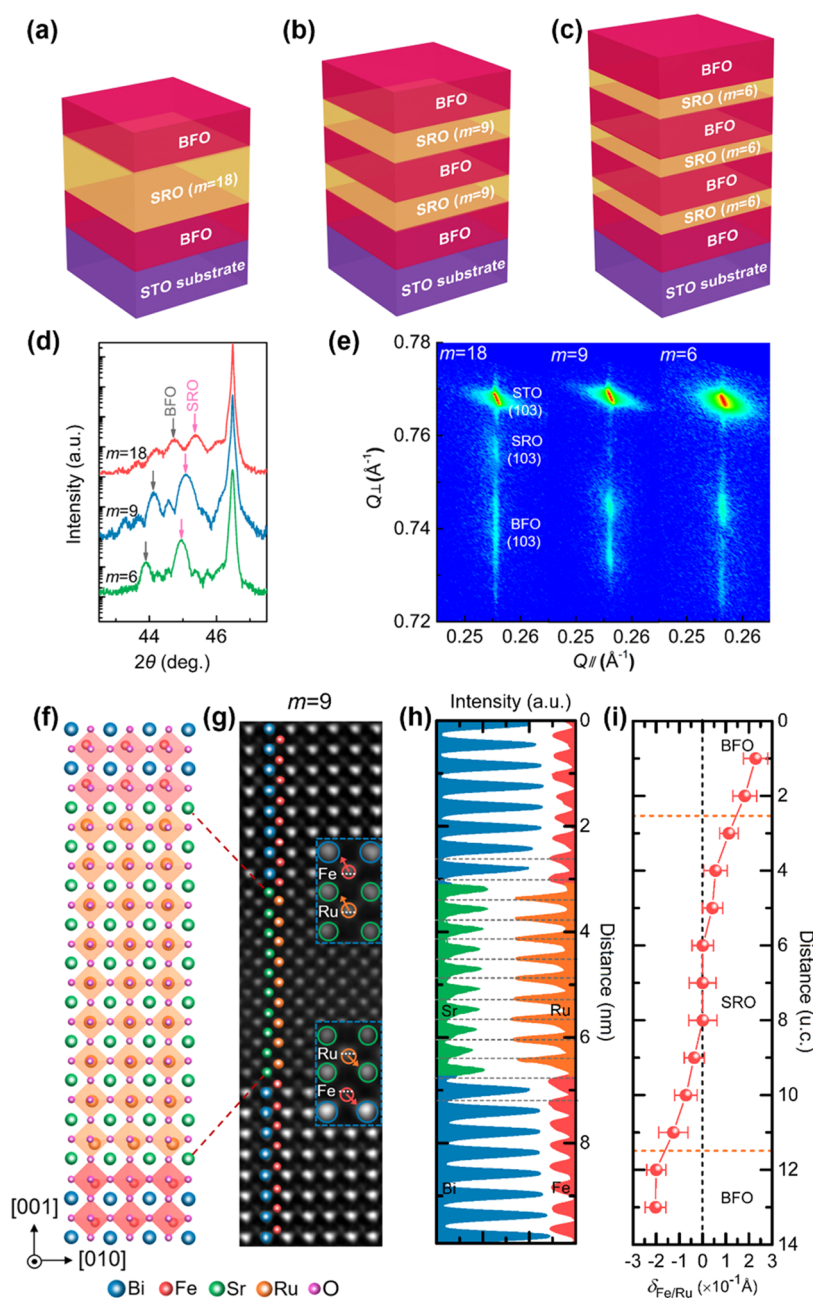 (a)
(b)
(c)
BFO
SRO (m=18)
BFO
STO substrate
BFO
SRO (m=9)
BFO
SRO (m=9)
BFO
STO substrate
BFO
SRO (m=6)
BFO
SRO (m=6)
BFO
SRO (m=6)
BFO
STO substrate
(d)
Intensity (a.u.)
BFO
SRO
m=18
m=9
m=6
44
46
2θ (deg.)
(e)
0.78
0.76
0.74
0.72
Q⊥(Å⁻¹)
m=18
m=9
m=6
STO
(103)
SRO
(103)
BFO
(103)
0.25
0.26
0.25
0.26
0.25
0.26
Q// (Å⁻¹)
(f)
[001]
[010]
Bi
Fe
Sr
Ru
O
m=9
(g)
Fe
Ru
Ru
Fe
Intensity (a.u.)
(h)
Sr
Ru
Bi
Fe
0
2
4
6
8
Distance (nm)
(i)
BFO
SRO
BFO
0
2
4
6
8
10
12
14
Distance (u.c.)
-3
-2
-1
0
1
2
3
δFe/Ru (×10⁻¹Å)